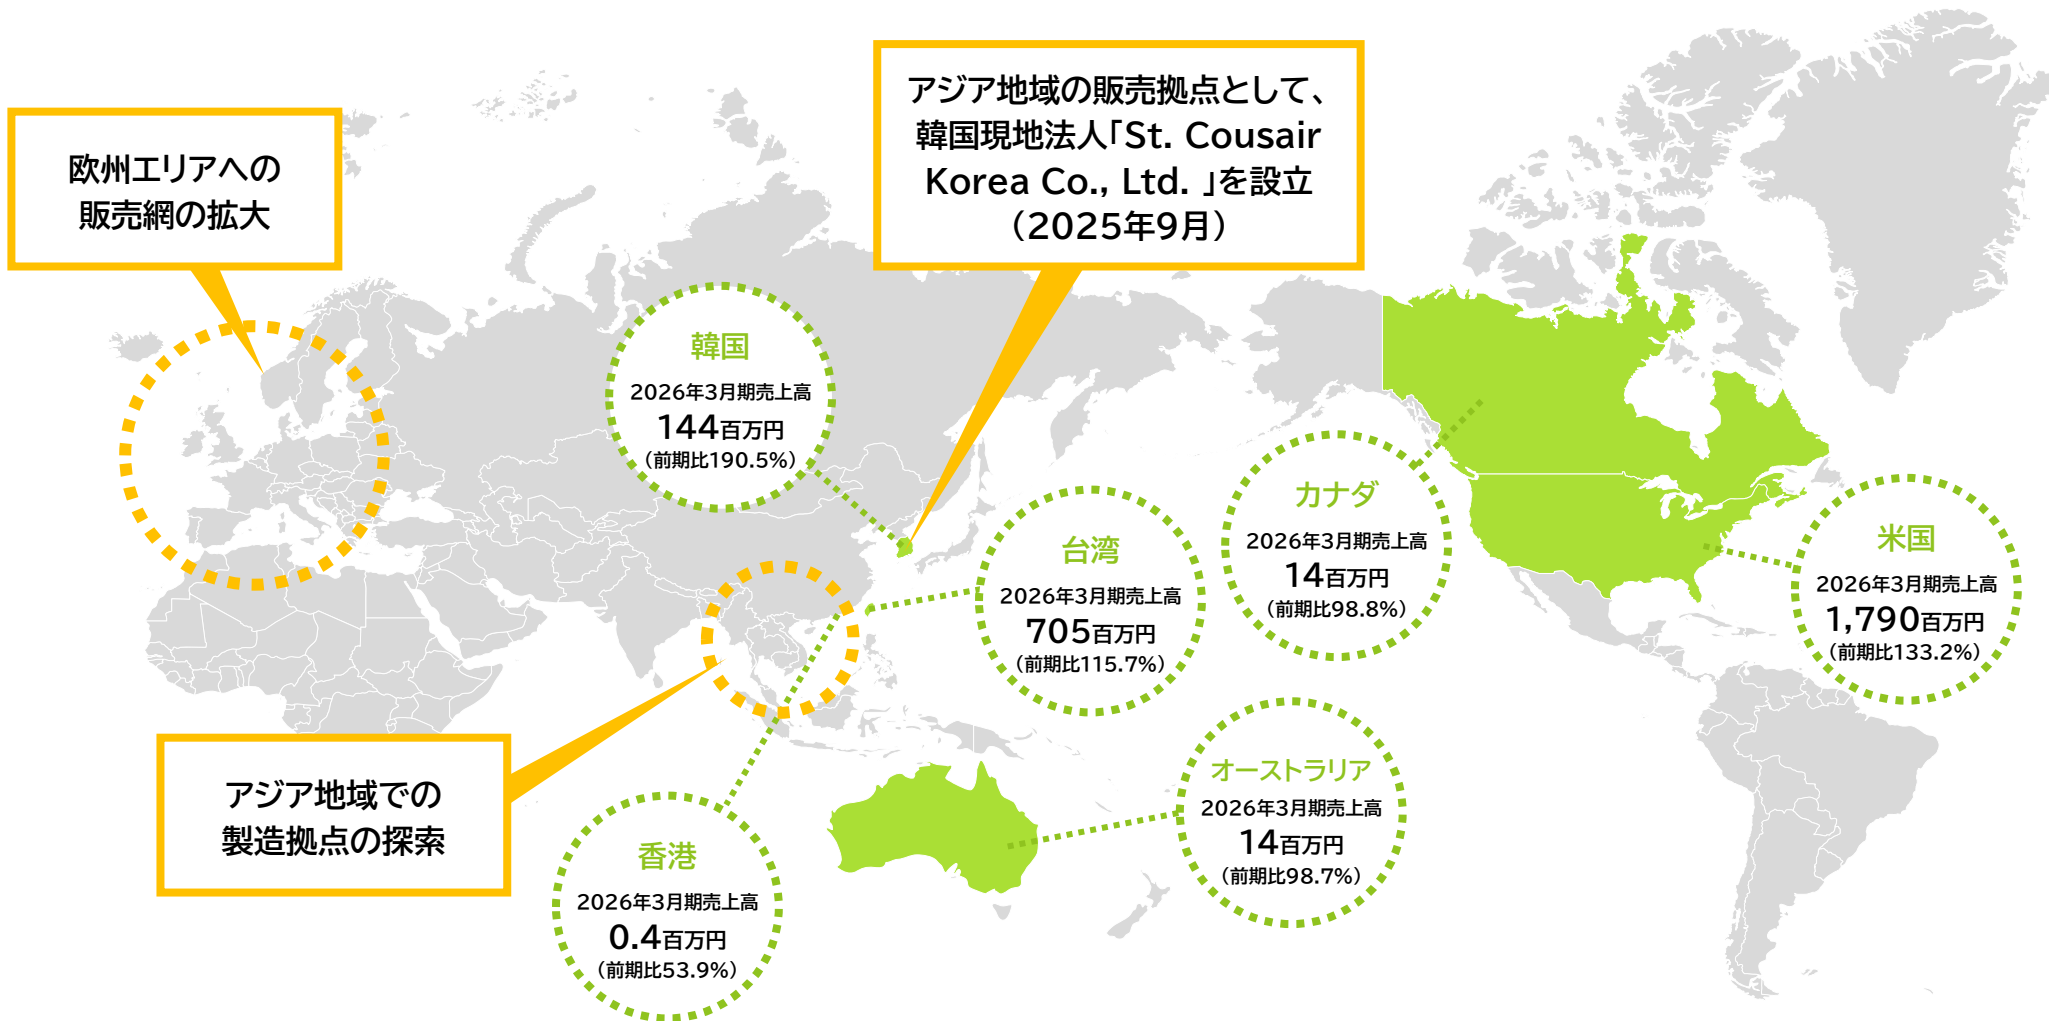 欧州エリアへの
販売網の拡大
アジア地域の販売拠点として、
韓国現地法人「St. Cousair
Korea Co., Ltd. 」を設立
（2025年9月）
韓国
2026年3月期売上高
144百万円
（前期比190.5%）
台湾
2026年3月期売上高
705百万円
（前期比115.7%）
カナダ
2026年3月期売上高
14百万円
（前期比98.8%）
米国
2026年3月期売上高
1,790百万円
（前期比133.2%）
アジア地域での
製造拠点の探索
香港
2026年3月期売上高
0.4百万円
（前期比53.9%）
オーストラリア
2026年3月期売上高
14百万円
（前期比98.7%）